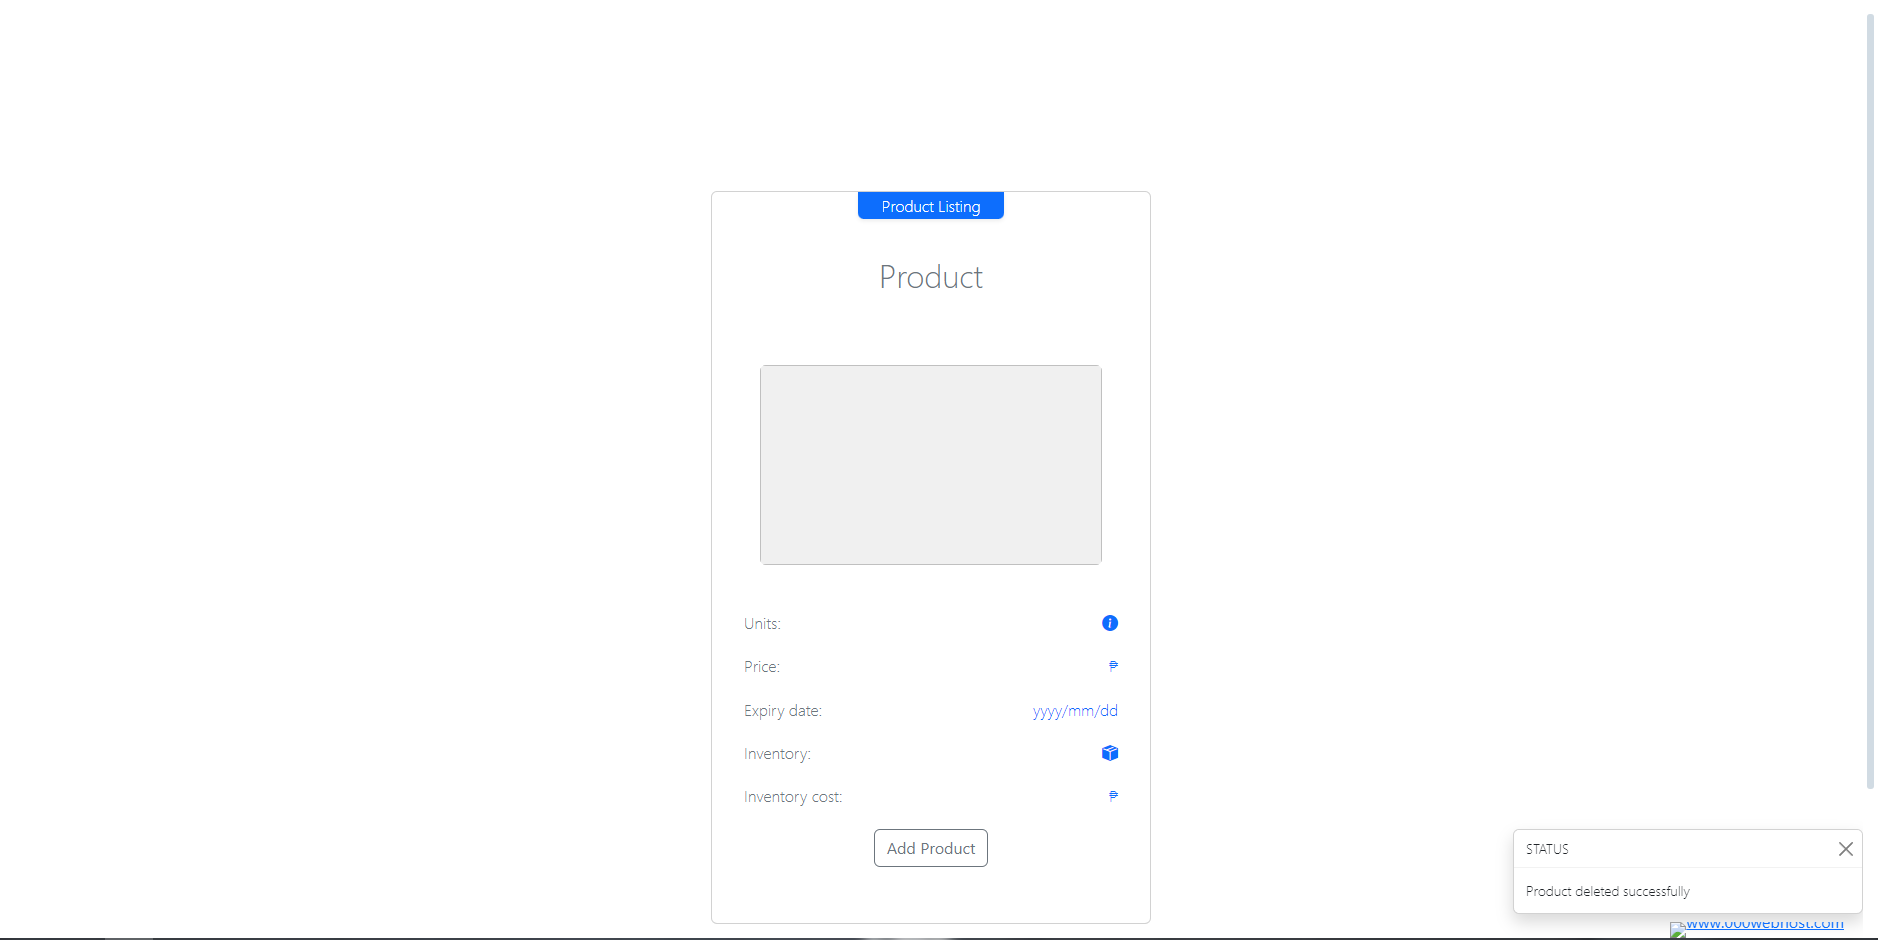 Product Listing
Product
Units:
Price: ₱
Expiry date: yyyy/mm/dd
Inventory:
Inventory cost: ₱
Add Product
STATUS
Product deleted successfully
www.000webhost.com